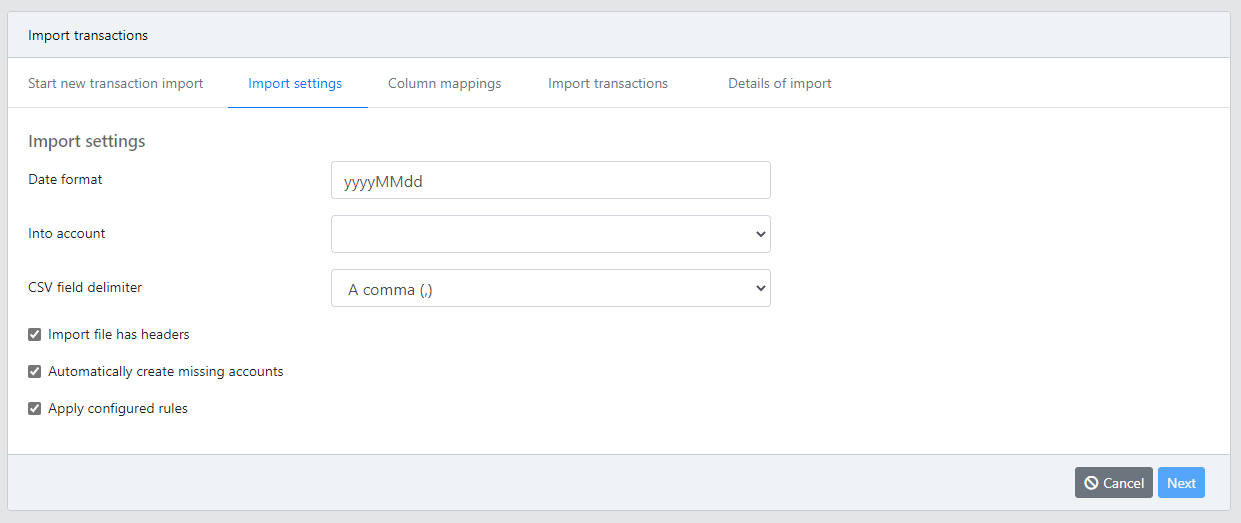 Import transactions
Start new transaction import Import settings Column mappings Import transactions Details of import
Import settings
Date format yyyyMMdd
Into account
CSV field delimiter A comma (,)
Import file has headers
Automatically create missing accounts
Apply configured rules
Cancel Next